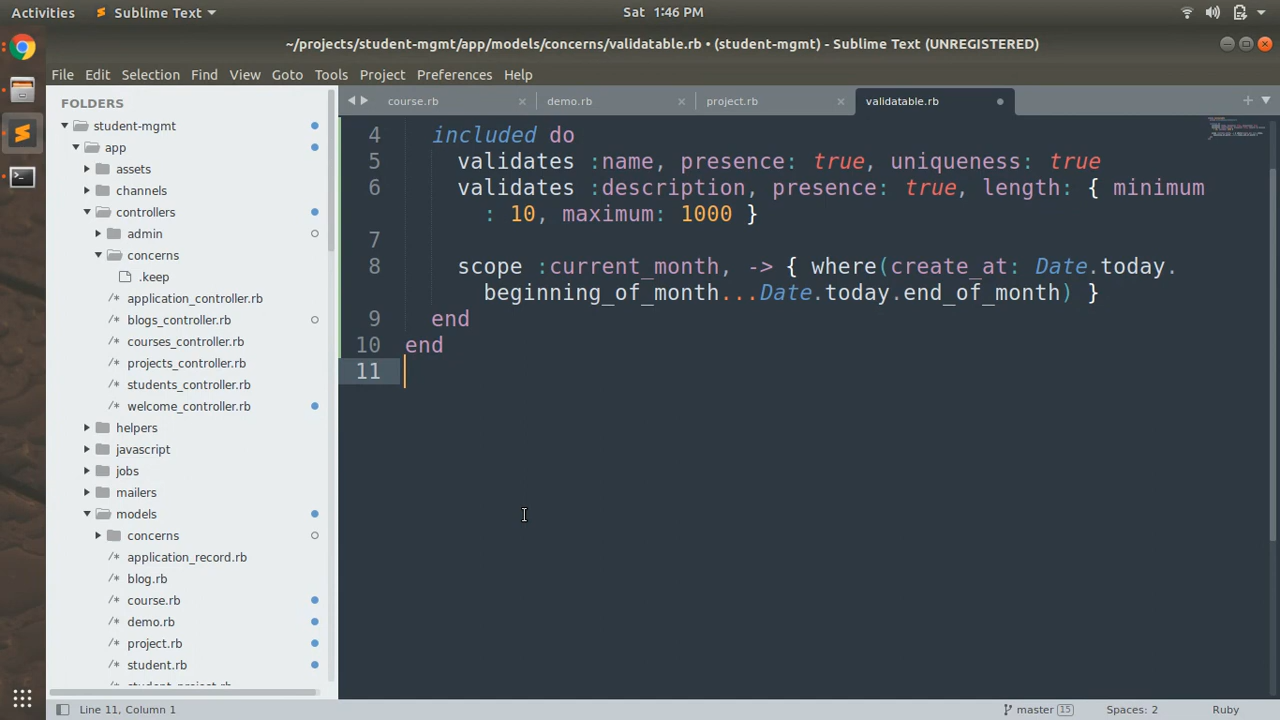 Activities Sublime Text Sat 1:46 PM
~/projects/student-mgmt/app/models/concerns/validatable.rb • (student-mgmt) - Sublime Text (UNREGISTERED)
File Edit Selection Find View Goto Tools Project Preferences Help
FOLDERS
student-mgmt
app
assets
channels
controllers
admin
concerns
.keep
application_controller.rb
blogs_controller.rb
courses_controller.rb
projects_controller.rb
students_controller.rb
welcome_controller.rb
helpers
javascript
jobs
mailers
models
concerns
/* application_record.rb
/* blog.rb
/* course.rb
/* demo.rb
/* project.rb
/* student.rb
/* student_project.rb
course.rb × demo.rb × project.rb × validatable.rb
4 included do
5 validates :name, presence: true, uniqueness: true
6 validates :description, presence: true, length: { minimum
: 10, maximum: 1000 }
7
8 scope :current_month, -> { where(create_at: Date.today.
beginning_of_month...Date.today.end_of_month) }
9 end
10 end
11
Line 11, Column 1 master 15 Spaces: 2 Ruby